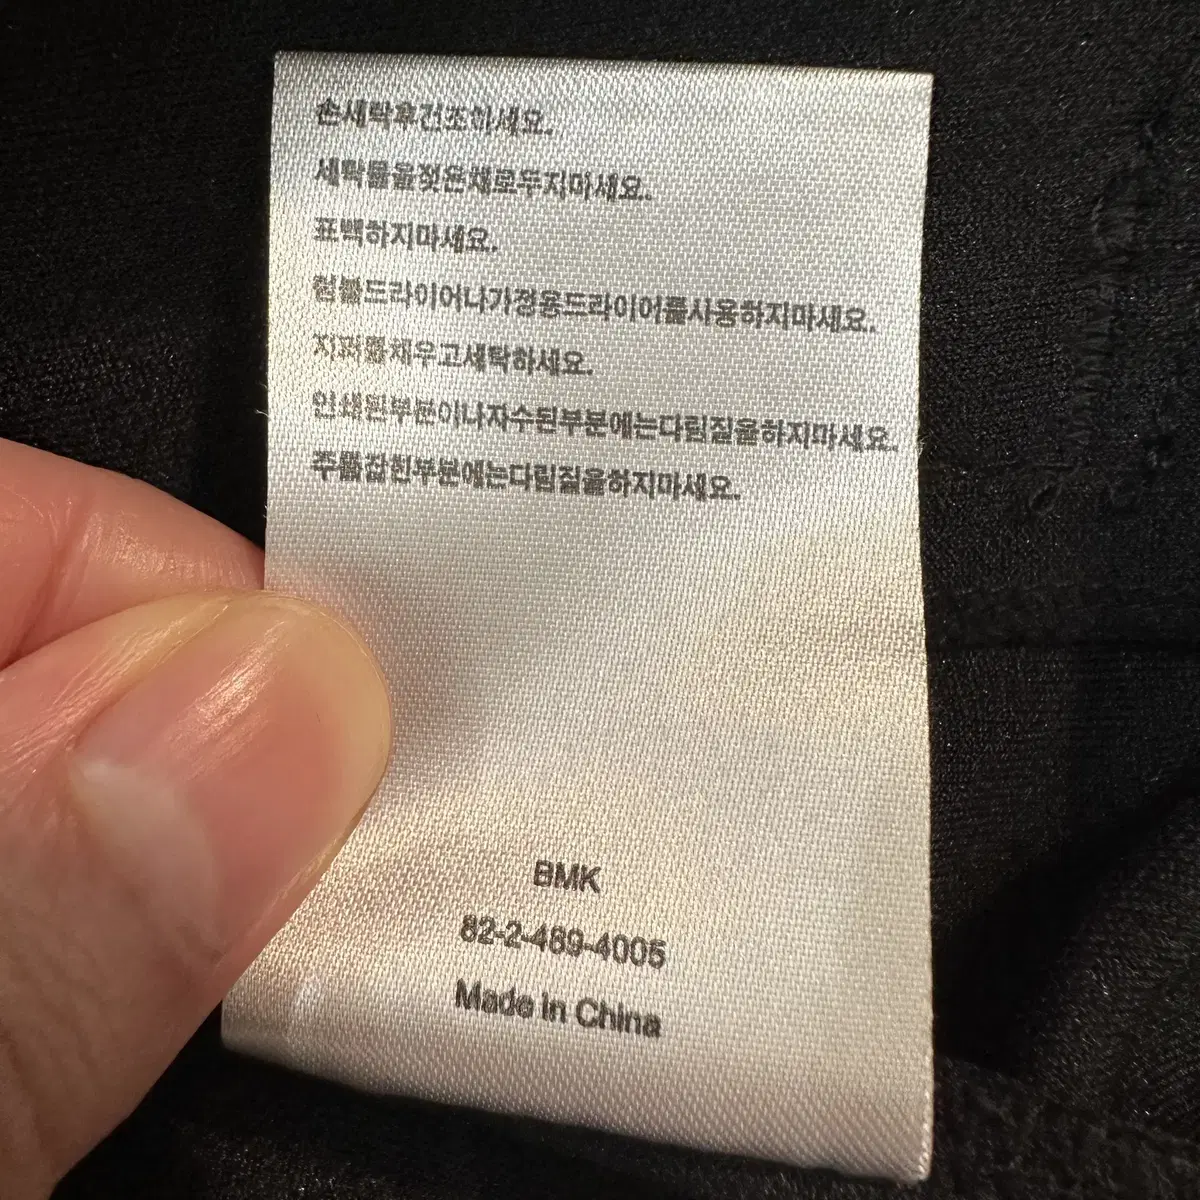 손세탁후건조하세요.
세탁물을젖은채로두지마세요.
표백하지마세요.
텀블드라이어나가정용드라이어를사용하지마세요.
지퍼를채우고세탁하세요.
인쇄된부분이나자수된부분에는다림질을하지마세요.
주름잡힌부분에는다림질을하지마세요.
BMK
82-2-489-4005
Made in China